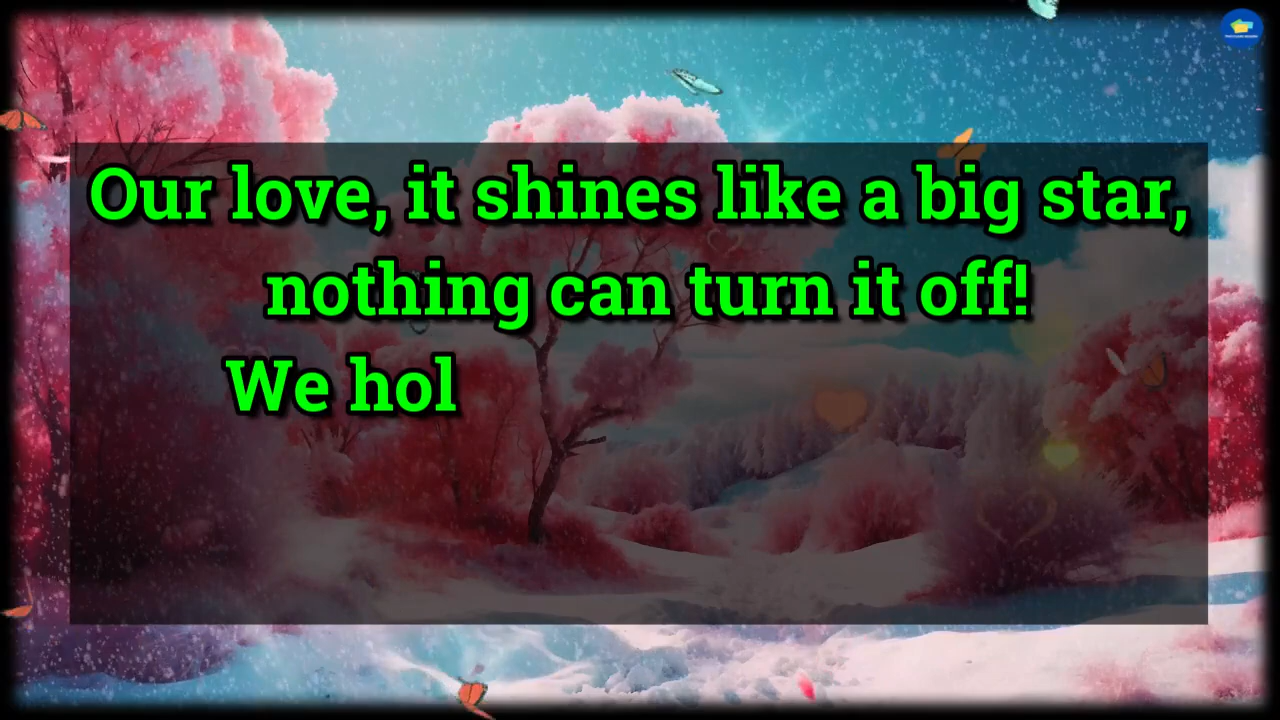 Our love, it shines like a big star,
nothing can turn it off!
We hol